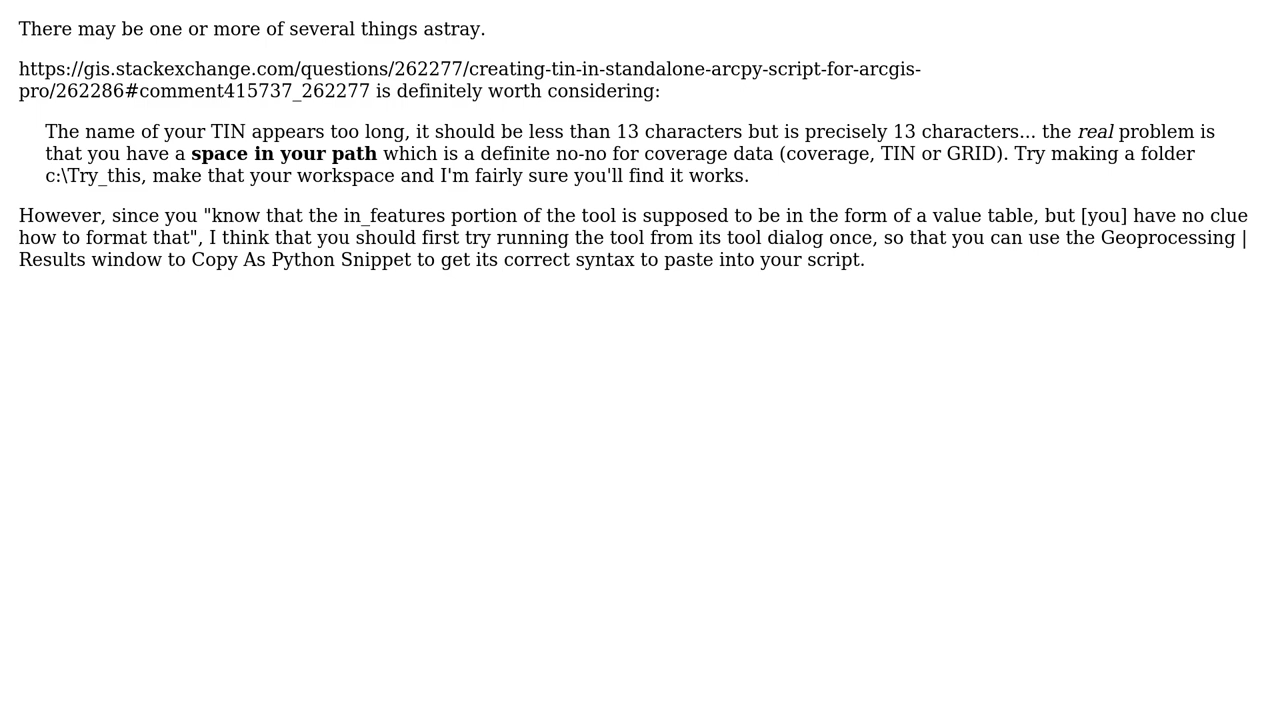 There may be one or more of several things astray.
https://gis.stackexchange.com/questions/262277/creating-tin-in-standalone-arcpy-script-for-arcgis-
pro/262286#comment415737_262277 is definitely worth considering:
The name of your TIN appears too long, it should be less than 13 characters but is precisely 13 characters... the real problem is
that you have a space in your path which is a definite no-no for coverage data (coverage, TIN or GRID). Try making a folder
c:\Try_this, make that your workspace and I'm fairly sure you'll find it works.
However, since you "know that the in_features portion of the tool is supposed to be in the form of a value table, but [you] have no clue
how to format that", I think that you should first try running the tool from its tool dialog once, so that you can use the Geoprocessing |
Results window to Copy As Python Snippet to get its correct syntax to paste into your script.